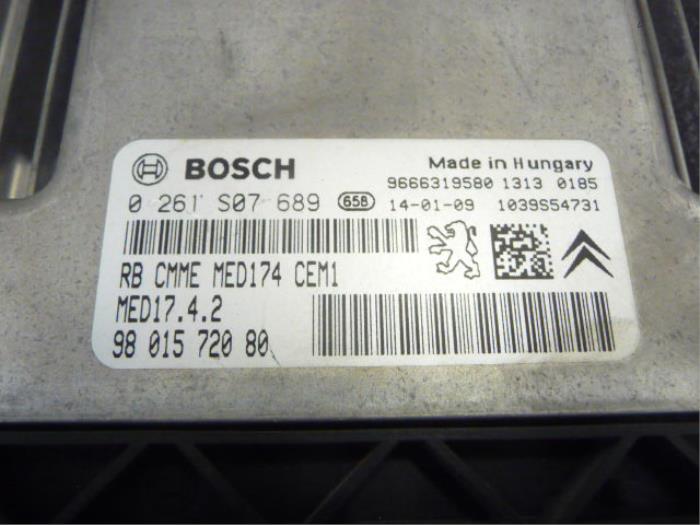 BOSCH
Made in Hungary
9666319580 1313 0185
0 261 S07 689 65B 14-01-09 1039S54731
RB CMME MED174 CEM1
MED17.4.2
98 015 720 80